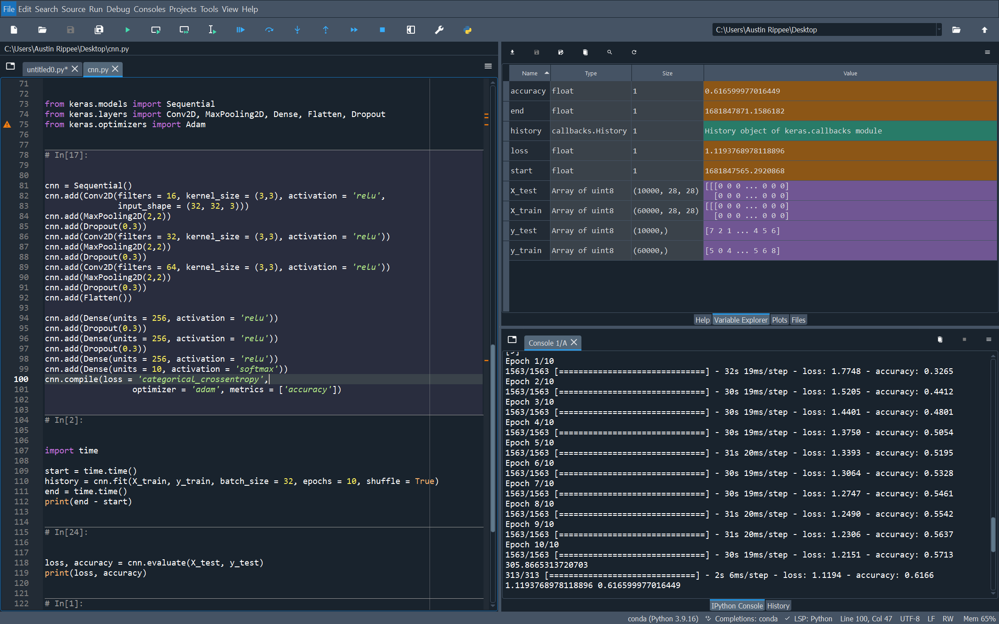 File Edit Search Source Run Debug Consoles Projects Tools View Help
C:\Users\Austin Rippee\Desktop
C:\Users\Austin Rippee\Desktop\cnn.py
untitled0.py*
cnn.py
71
72
73 from keras.models import Sequential
74 from keras.layers import Conv2D, MaxPooling2D, Dense, Flatten, Dropout
75 from keras.optimizers import Adam
76
77
78 # In[17]:
79
80
81 cnn = Sequential()
82 cnn.add(Conv2D(filters = 16, kernel_size = (3,3), activation = 'relu',
83 input_shape = (32, 32, 3)))
84 cnn.add(MaxPooling2D(2,2))
85 cnn.add(Dropout(0.3))
86 cnn.add(Conv2D(filters = 32, kernel_size = (3,3), activation = 'relu'))
87 cnn.add(MaxPooling2D(2,2))
88 cnn.add(Dropout(0.3))
89 cnn.add(Conv2D(filters = 64, kernel_size = (3,3), activation = 'relu'))
90 cnn.add(MaxPooling2D(2,2))
91 cnn.add(Dropout(0.3))
92 cnn.add(Flatten())
93
94 cnn.add(Dense(units = 256, activation = 'relu'))
95 cnn.add(Dropout(0.3))
96 cnn.add(Dense(units = 256, activation = 'relu'))
97 cnn.add(Dropout(0.3))
98 cnn.add(Dense(units = 256, activation = 'relu'))
99 cnn.add(Dense(units = 10, activation = 'softmax'))
100 cnn.compile(loss = 'categorical_crossentropy',
101 optimizer = 'adam', metrics = ['accuracy'])
102
103
104 # In[2]:
105
106
107 import time
108
109 start = time.time()
110 history = cnn.fit(X_train, y_train, batch_size = 32, epochs = 10, shuffle = True)
111 end = time.time()
112 print(end - start)
113
114
115 # In[24]:
116
117
118 loss, accuracy = cnn.evaluate(X_test, y_test)
119 print(loss, accuracy)
120
121
122 # In[1]:
Name Type Size Value
accuracy float 1 0.616599977016449
end float 1 1681847871.1586182
history callbacks.History 1 History object of keras.callbacks module
loss float 1 1.1193768978118896
start float 1 1681847565.2920868
X_test Array of uint8 (10000, 28, 28) [[[0 0 0 ... 0 0 0]
[0 0 0 ... 0 0 0]
X_train Array of uint8 (60000, 28, 28) [[[0 0 0 ... 0 0 0]
[0 0 0 ... 0 0 0]
y_test Array of uint8 (10000,) [7 2 1 ... 4 5 6]
y_train Array of uint8 (60000,) [5 0 4 ... 5 6 8]
Help Variable Explorer Plots Files
Console 1/A
Epoch 1/10
1563/1563 [==============================] - 32s 19ms/step - loss: 1.7748 - accuracy: 0.3265
Epoch 2/10
1563/1563 [==============================] - 30s 19ms/step - loss: 1.5205 - accuracy: 0.4412
Epoch 3/10
1563/1563 [==============================] - 30s 19ms/step - loss: 1.4401 - accuracy: 0.4801
Epoch 4/10
1563/1563 [==============================] - 30s 19ms/step - loss: 1.3750 - accuracy: 0.5054
Epoch 5/10
1563/1563 [==============================] - 31s 20ms/step - loss: 1.3393 - accuracy: 0.5195
Epoch 6/10
1563/1563 [==============================] - 30s 19ms/step - loss: 1.3064 - accuracy: 0.5328
Epoch 7/10
1563/1563 [==============================] - 30s 19ms/step - loss: 1.2747 - accuracy: 0.5461
Epoch 8/10
1563/1563 [==============================] - 31s 20ms/step - loss: 1.2490 - accuracy: 0.5542
Epoch 9/10
1563/1563 [==============================] - 31s 20ms/step - loss: 1.2306 - accuracy: 0.5637
Epoch 10/10
1563/1563 [==============================] - 30s 19ms/step - loss: 1.2151 - accuracy: 0.5713
305.8665313720703
313/313 [==============================] - 2s 6ms/step - loss: 1.1194 - accuracy: 0.6166
1.1193768978118896 0.616599977016449
IPython Console History
conda (Python 3.9.16) Completions: conda LSP: Python Line 100, Col 47 UTF-8 LF RW Mem 65%